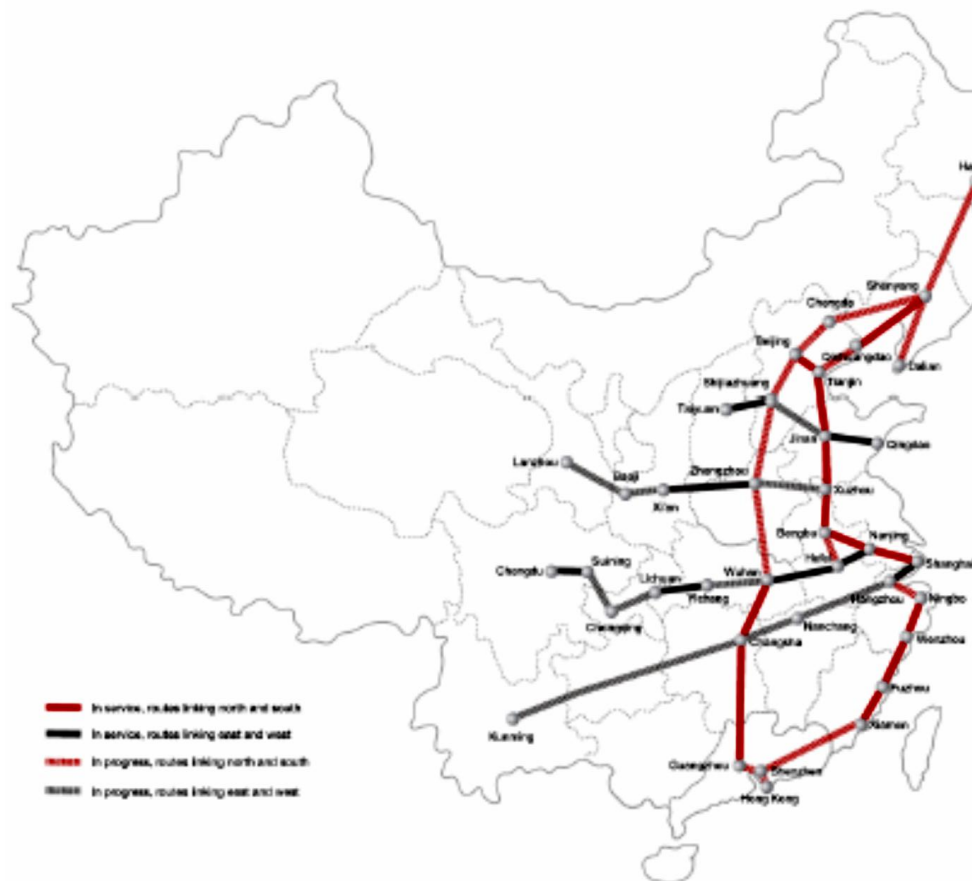 Ha
Shenyang
Chengde
Beijing
Qinhuangdao
Dalian
Tianjin
Shijiazhuang
Taiyuan
Jinan
Qingdao
Lanzhou
Baoji
Zhengzhou
Xi'an
Xuzhou
Bengbu
Nanjing
Hefei
Shanghai
Chengdu
Suining
Lichuan
Wuhan
Yichang
Hangzhou
Ningbo
Chongqing
Nanchang
Changsha
Wenzhou
Fuzhou
Kunming
Xiamen
Guangzhou
Shenzhen
Hong Kong
In service, routes linking north and south
In service, routes linking east and west
In progress, routes linking north and south
In progress, routes linking east and west